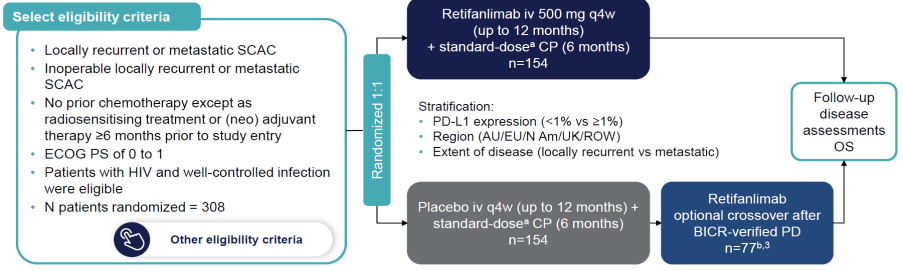 Select eligibility criteria
• Locally recurrent or metastatic SCAC
• Inoperable locally recurrent or metastatic
SCAC
• No prior chemotherapy except as
radiosensitising treatment or (neo) adjuvant
therapy ≥6 months prior to study entry
• ECOG PS of 0 to 1
• Patients with HIV and well-controlled infection
were eligible
• N patients randomized = 308
Other eligibility criteria
Randomized 1:1
Retifanlimab iv 500 mg q4w
(up to 12 months)
+ standard-doseᵃ CP (6 months)
n=154
Stratification:
• PD-L1 expression (<1% vs ≥1%)
• Region (AU/EU/N Am/UK/ROW)
• Extent of disease (locally recurrent vs metastatic)
Placebo iv q4w (up to 12 months) +
standard-doseᵃ CP (6 months)
n=154
Retifanlimab
optional crossover after
BICR-verified PD
n=77ᵇ,³
Follow-up
disease
assessments
OS